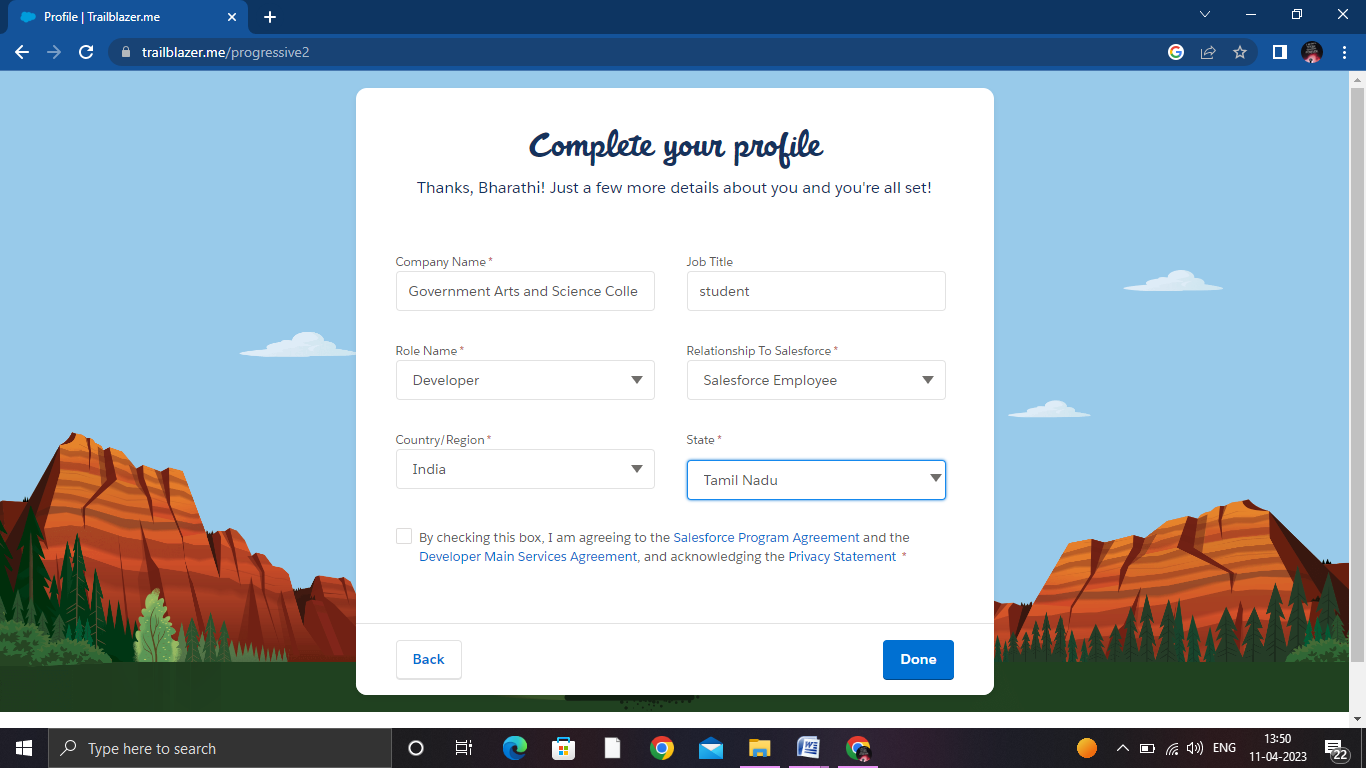 Profile | Trailblazer.me
trailblazer.me/progressive2
Complete your profile
Thanks, Bharathi! Just a few more details about you and you're all set!
Company Name * Job Title
Government Arts and Science Colle student
Role Name * Relationship To Salesforce *
Developer Salesforce Employee
Country/Region * State *
India Tamil Nadu
By checking this box, I am agreeing to the Salesforce Program Agreement and the
Developer Main Services Agreement, and acknowledging the Privacy Statement *
Back Done
Type here to search
ENG
13:50
11-04-2023
22